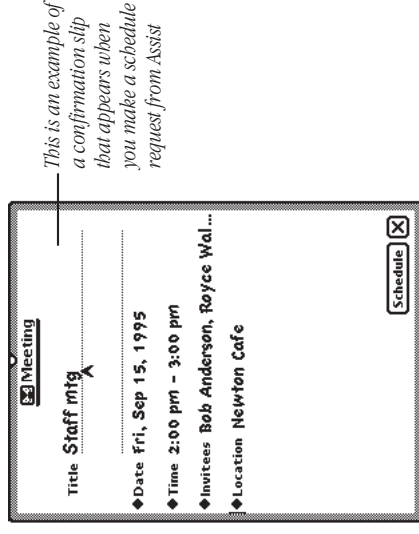 Meeting
Title Staff mtg
◆Date Fri, Sep 15, 1995
◆Time 2:00 pm – 3:00 pm
◆Invitees Bob Anderson, Royce Wal...
◆Location Newton Cafe
Schedule
This is an example of
a confirmation slip
that appears when
you make a schedule
request from Assist